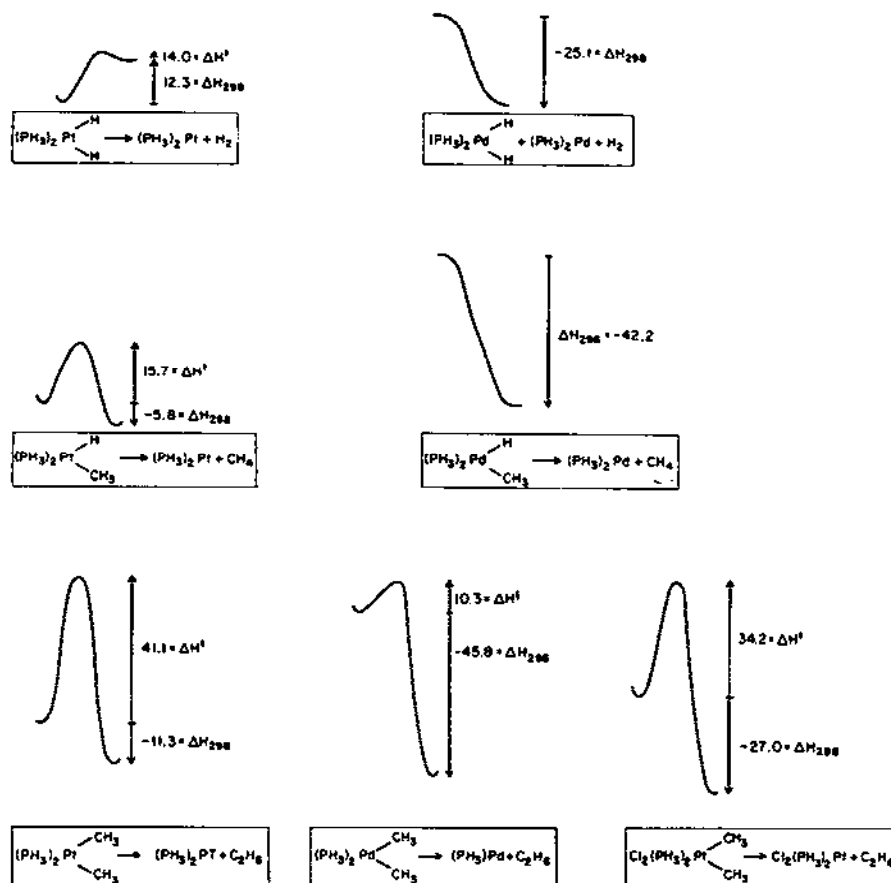 14.0 = ΔH‡
12.3 = ΔH298
(PH3)2 Pt H H → (PH3)2 Pt + H2
-25.1 = ΔH298
(PH3)2 Pd H H + (PH3)2 Pd + H2
15.7 = ΔH‡
-5.8 = ΔH298
(PH3)2 PT H CH3 → (PH3)2 Pt + CH4
ΔH298 = -42.2
(PH3)2 Pd H CH3 → (PH3)2 Pd + CH4
41.1 = ΔH‡
-11.3 = ΔH298
(PH3)2 Pt CH3 CH3 → (PH3)2 PT + C2H6
10.3 = ΔH‡
-45.8 = ΔH298
(PH3)2 Pd CH3 CH3 → (PH3)Pd + C2H6
34.2 = ΔH‡
-27.0 = ΔH298
Cl2(PH3)2 Pt CH3 CH3 → Cl2(PH3)2 Pt + C2H6